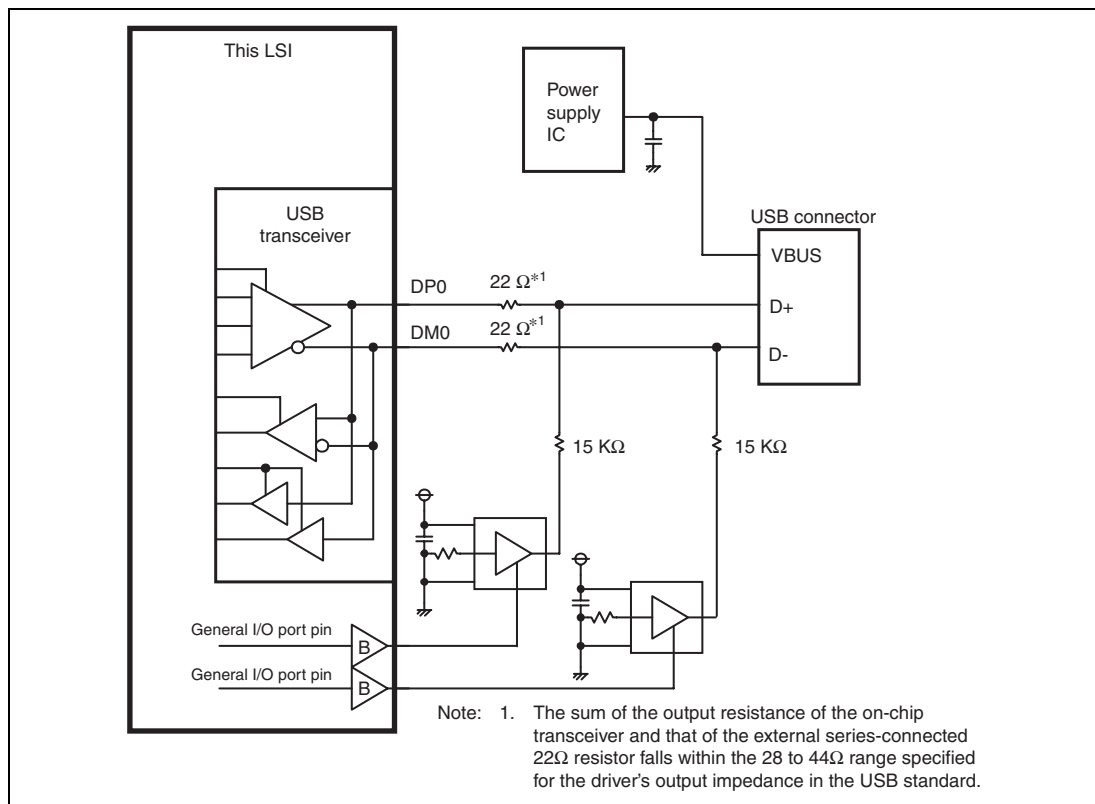 This LSI
Power
supply
IC
USB
transceiver
USB connector
VBUS
DP0
22 Ω*1
D+
DM0
22 Ω*1
D-
15 KΩ
15 KΩ
General I/O port pin
B
General I/O port pin
B
Note: 1. The sum of the output resistance of the on-chip
transceiver and that of the external series-connected
22Ω resistor falls within the 28 to 44Ω range specified
for the driver's output impedance in the USB standard.